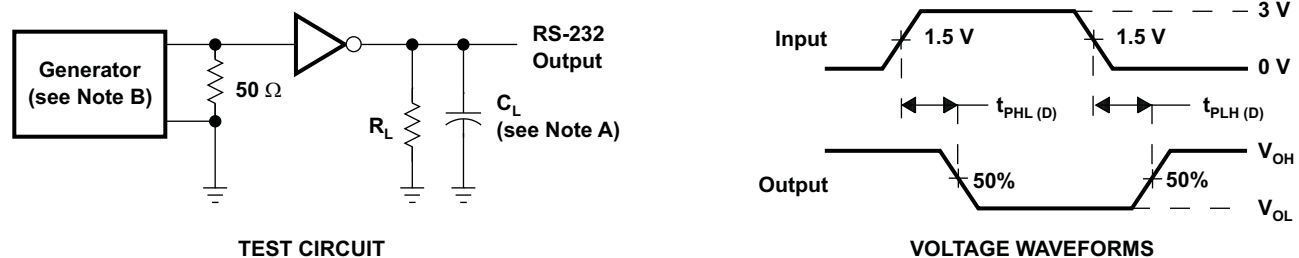 Generator
(see Note B)
50 Ω
RS-232
Output
R_L
C_L
(see Note A)
TEST CIRCUIT
Input
1.5 V
1.5 V
3 V
0 V
t_PHL (D)
t_PLH (D)
Output
50%
50%
V_OH
V_OL
VOLTAGE WAVEFORMS